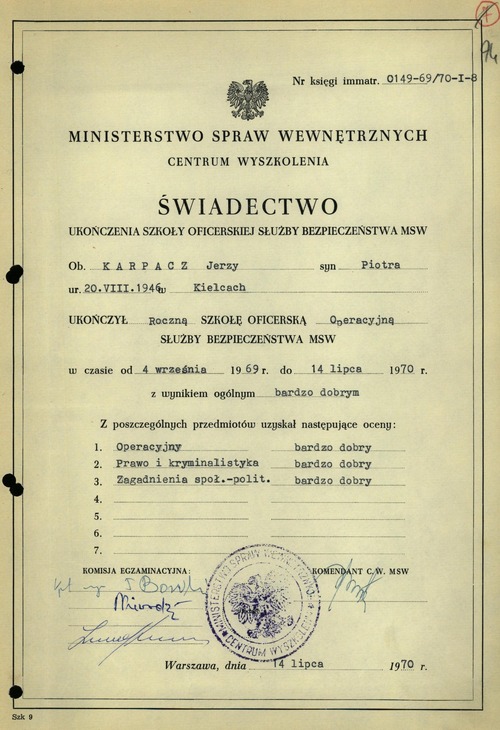 Nr księgi immatr. 0149-69/70-I-8
74
MINISTERSTWO SPRAW WEWNĘTRZNYCH
CENTRUM WYSZKOLENIA
ŚWIADECTWO
UKOŃCZENIA SZKOŁY OFICERSKIEJ SŁUŻBY BEZPIECZEŃSTWA MSW
Ob. KARPACZ Jerzy syn Piotra
ur. 20.VIII.1946 w Kielcach
UKOŃCZYŁ Roczną SZKOŁĘ OFICERSKĄ Operacyjną
SŁUŻBY BEZPIECZEŃSTWA MSW
w czasie od 4 września 1969 r. do 14 lipca 1970 r.
z wynikiem ogólnym bardzo dobrym
Z poszczególnych przedmiotów uzyskał następujące oceny:
1. Operacyjny bardzo dobry
2. Prawo i kryminalistyka bardzo dobry
3. Zagadnienia społ.-polit. bardzo dobry
4.
5.
6.
7.
KOMISJA EGZAMINACYJNA: KOMENDANT C.W. MSW
MINISTERSTWO SPRAW WEWNĘTRZNYCH
CENTRUM WYSZKOLENIA
Warszawa, dnia 14 lipca 1970 r.
Szk 9